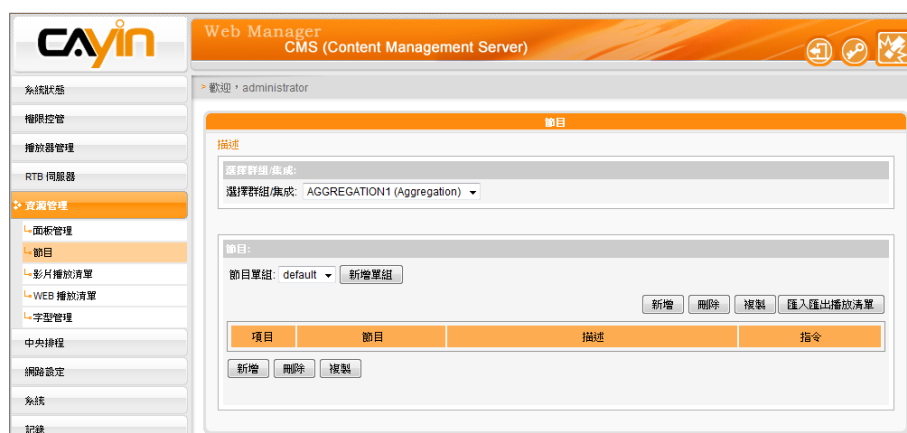 CAYIN
Web Manager
CMS (Content Management Server)
系統狀態
權限控管
播放器管理
RTB 伺服器
資源管理
面板管理
節目
影片播放清單
WEB 播放清單
字型管理
中央排程
網路設定
系統
記錄
> 歡迎，administrator
節目
描述
選擇群組/集成:
選擇群組/集成: AGGREGATION1 (Aggregation)
節目:
節目單組: default 新增單組
新增 刪除 複製 匯入匯出播放清單
項目 節目 描述 指令
新增 刪除 複製